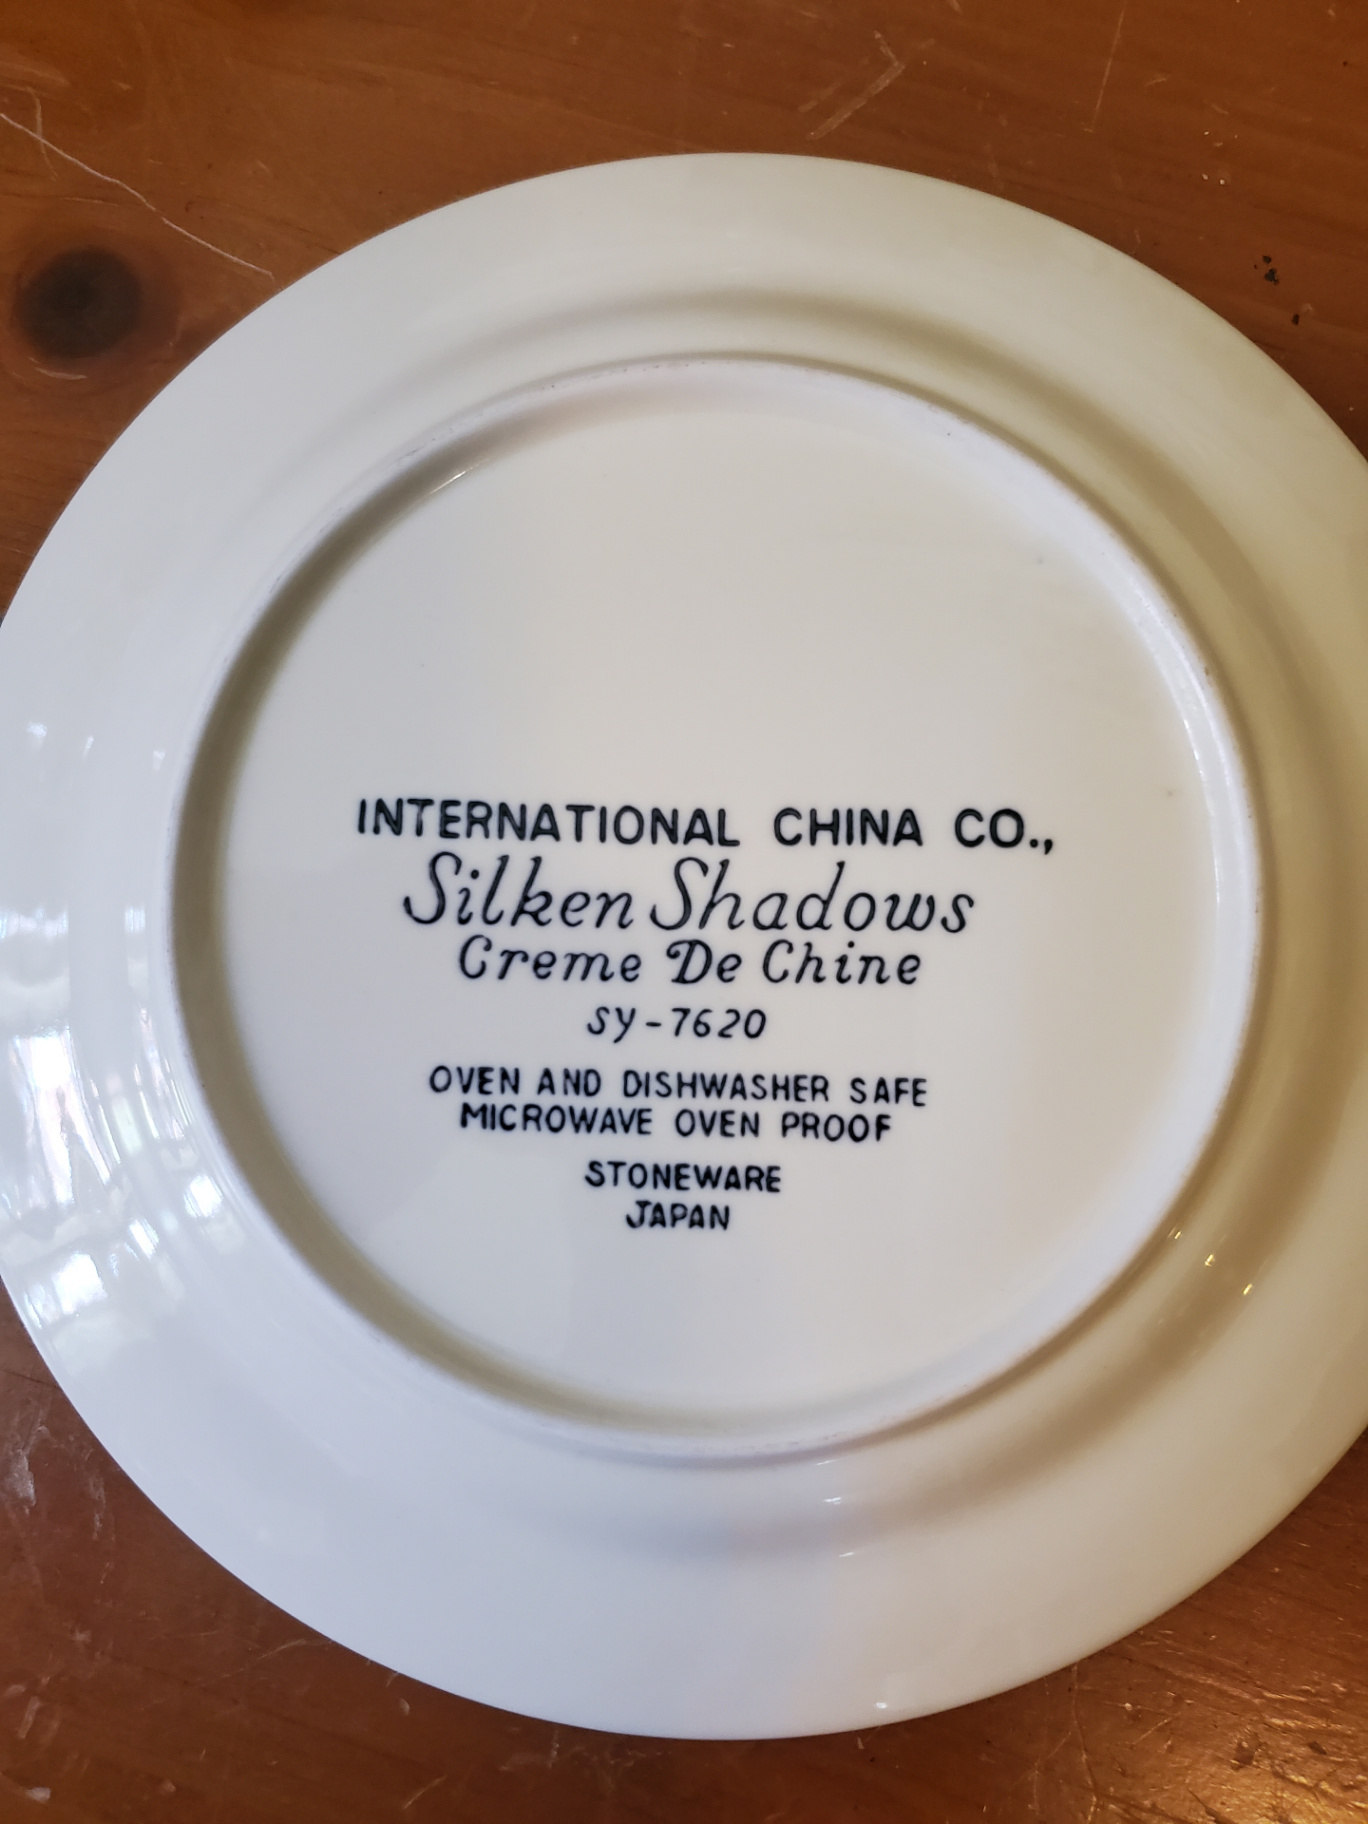 INTERNATIONAL CHINA CO.,
Silken Shadows
Creme De Chine
SY-7620
OVEN AND DISHWASHER SAFE
MICROWAVE OVEN PROOF
STONEWARE
JAPAN